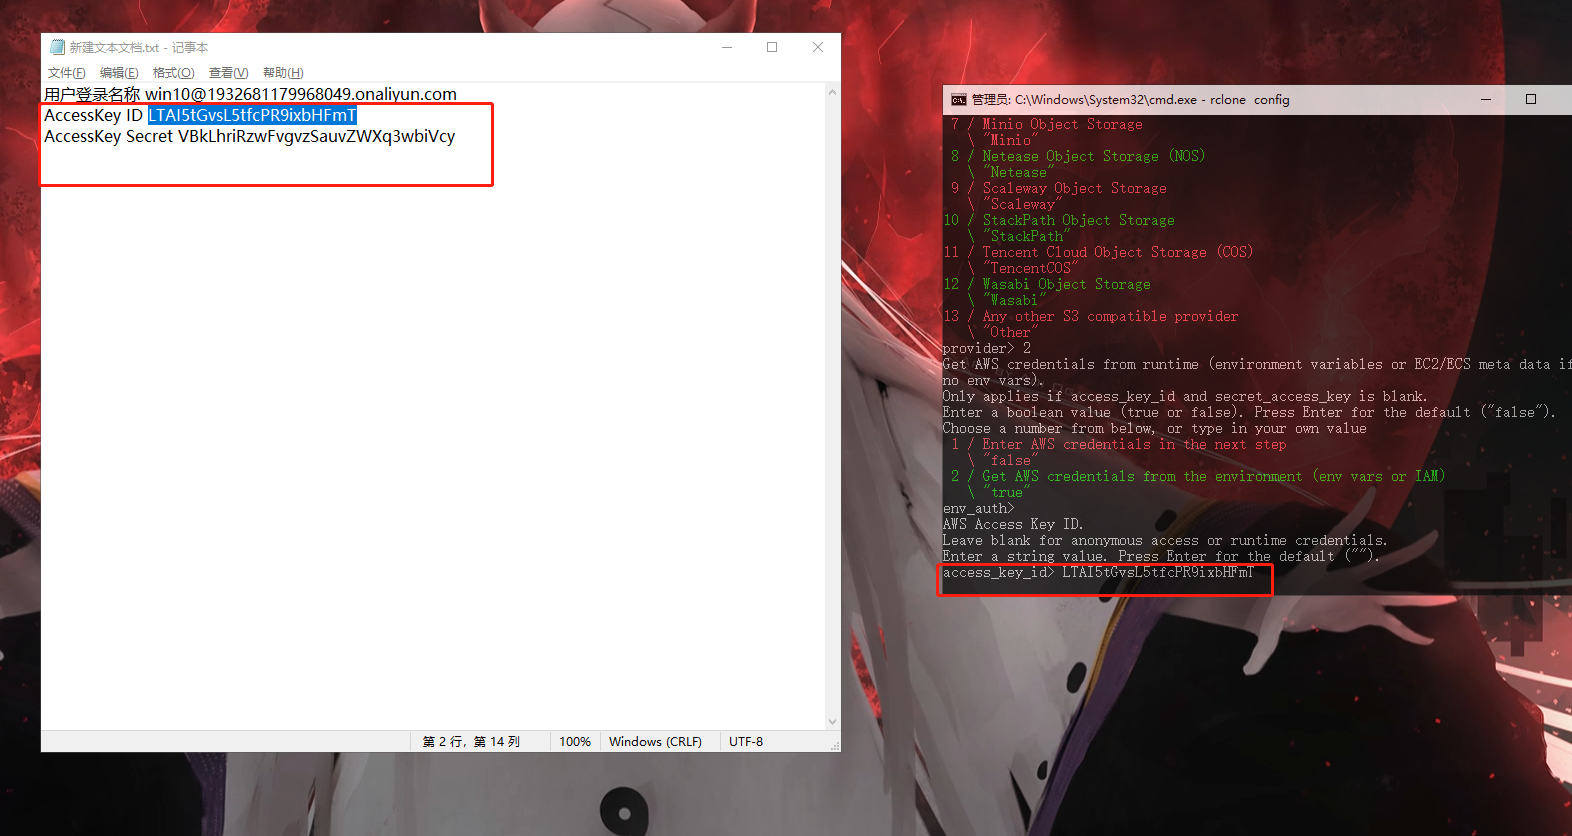 新建文本文档.txt - 记事本
文件(F) 编辑(E) 格式(O) 查看(V) 帮助(H)
用户登录名称 win10@1932681179968049.onaliyun.com
AccessKey ID LTAI5tGvsL5tfcPR9ixbHFmT
AccessKey Secret VBkLhriRzwFvgvzSauvZWXq3wbiVcy
第 2 行，第 14 列 100% Windows (CRLF) UTF-8
管理员: C:\Windows\System32\cmd.exe - rclone config
7 / Minio Object Storage
\ "Minio"
8 / Netease Object Storage (NOS)
\ "Netease"
9 / Scaleway Object Storage
\ "Scaleway"
10 / StackPath Object Storage
\ "StackPath"
11 / Tencent Cloud Object Storage (COS)
\ "TencentCOS"
12 / Wasabi Object Storage
\ "Wasabi"
13 / Any other S3 compatible provider
\ "Other"
provider> 2
Get AWS credentials from runtime (environment variables or EC2/ECS meta data if
no env vars).
Only applies if access_key_id and secret_access_key is blank.
Enter a boolean value (true or false). Press Enter for the default ("false").
Choose a number from below, or type in your own value
1 / Enter AWS credentials in the next step
\ "false"
2 / Get AWS credentials from the environment (env vars or IAM)
\ "true"
env_auth>
AWS Access Key ID.
Leave blank for anonymous access or runtime credentials.
Enter a string value. Press Enter for the default ("").
access_key_id> LTAI5tGvsL5tfcPR9ixbHFmT